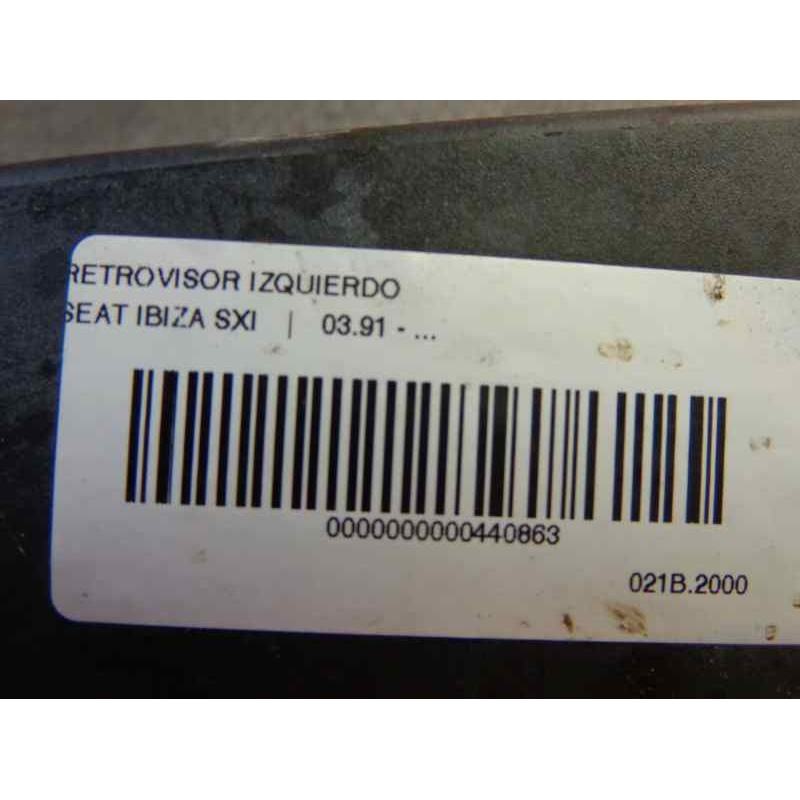 RETROVISOR IZQUIERDO
SEAT IBIZA SXI | 03.91 - ...
0000000000440863
021B.2000